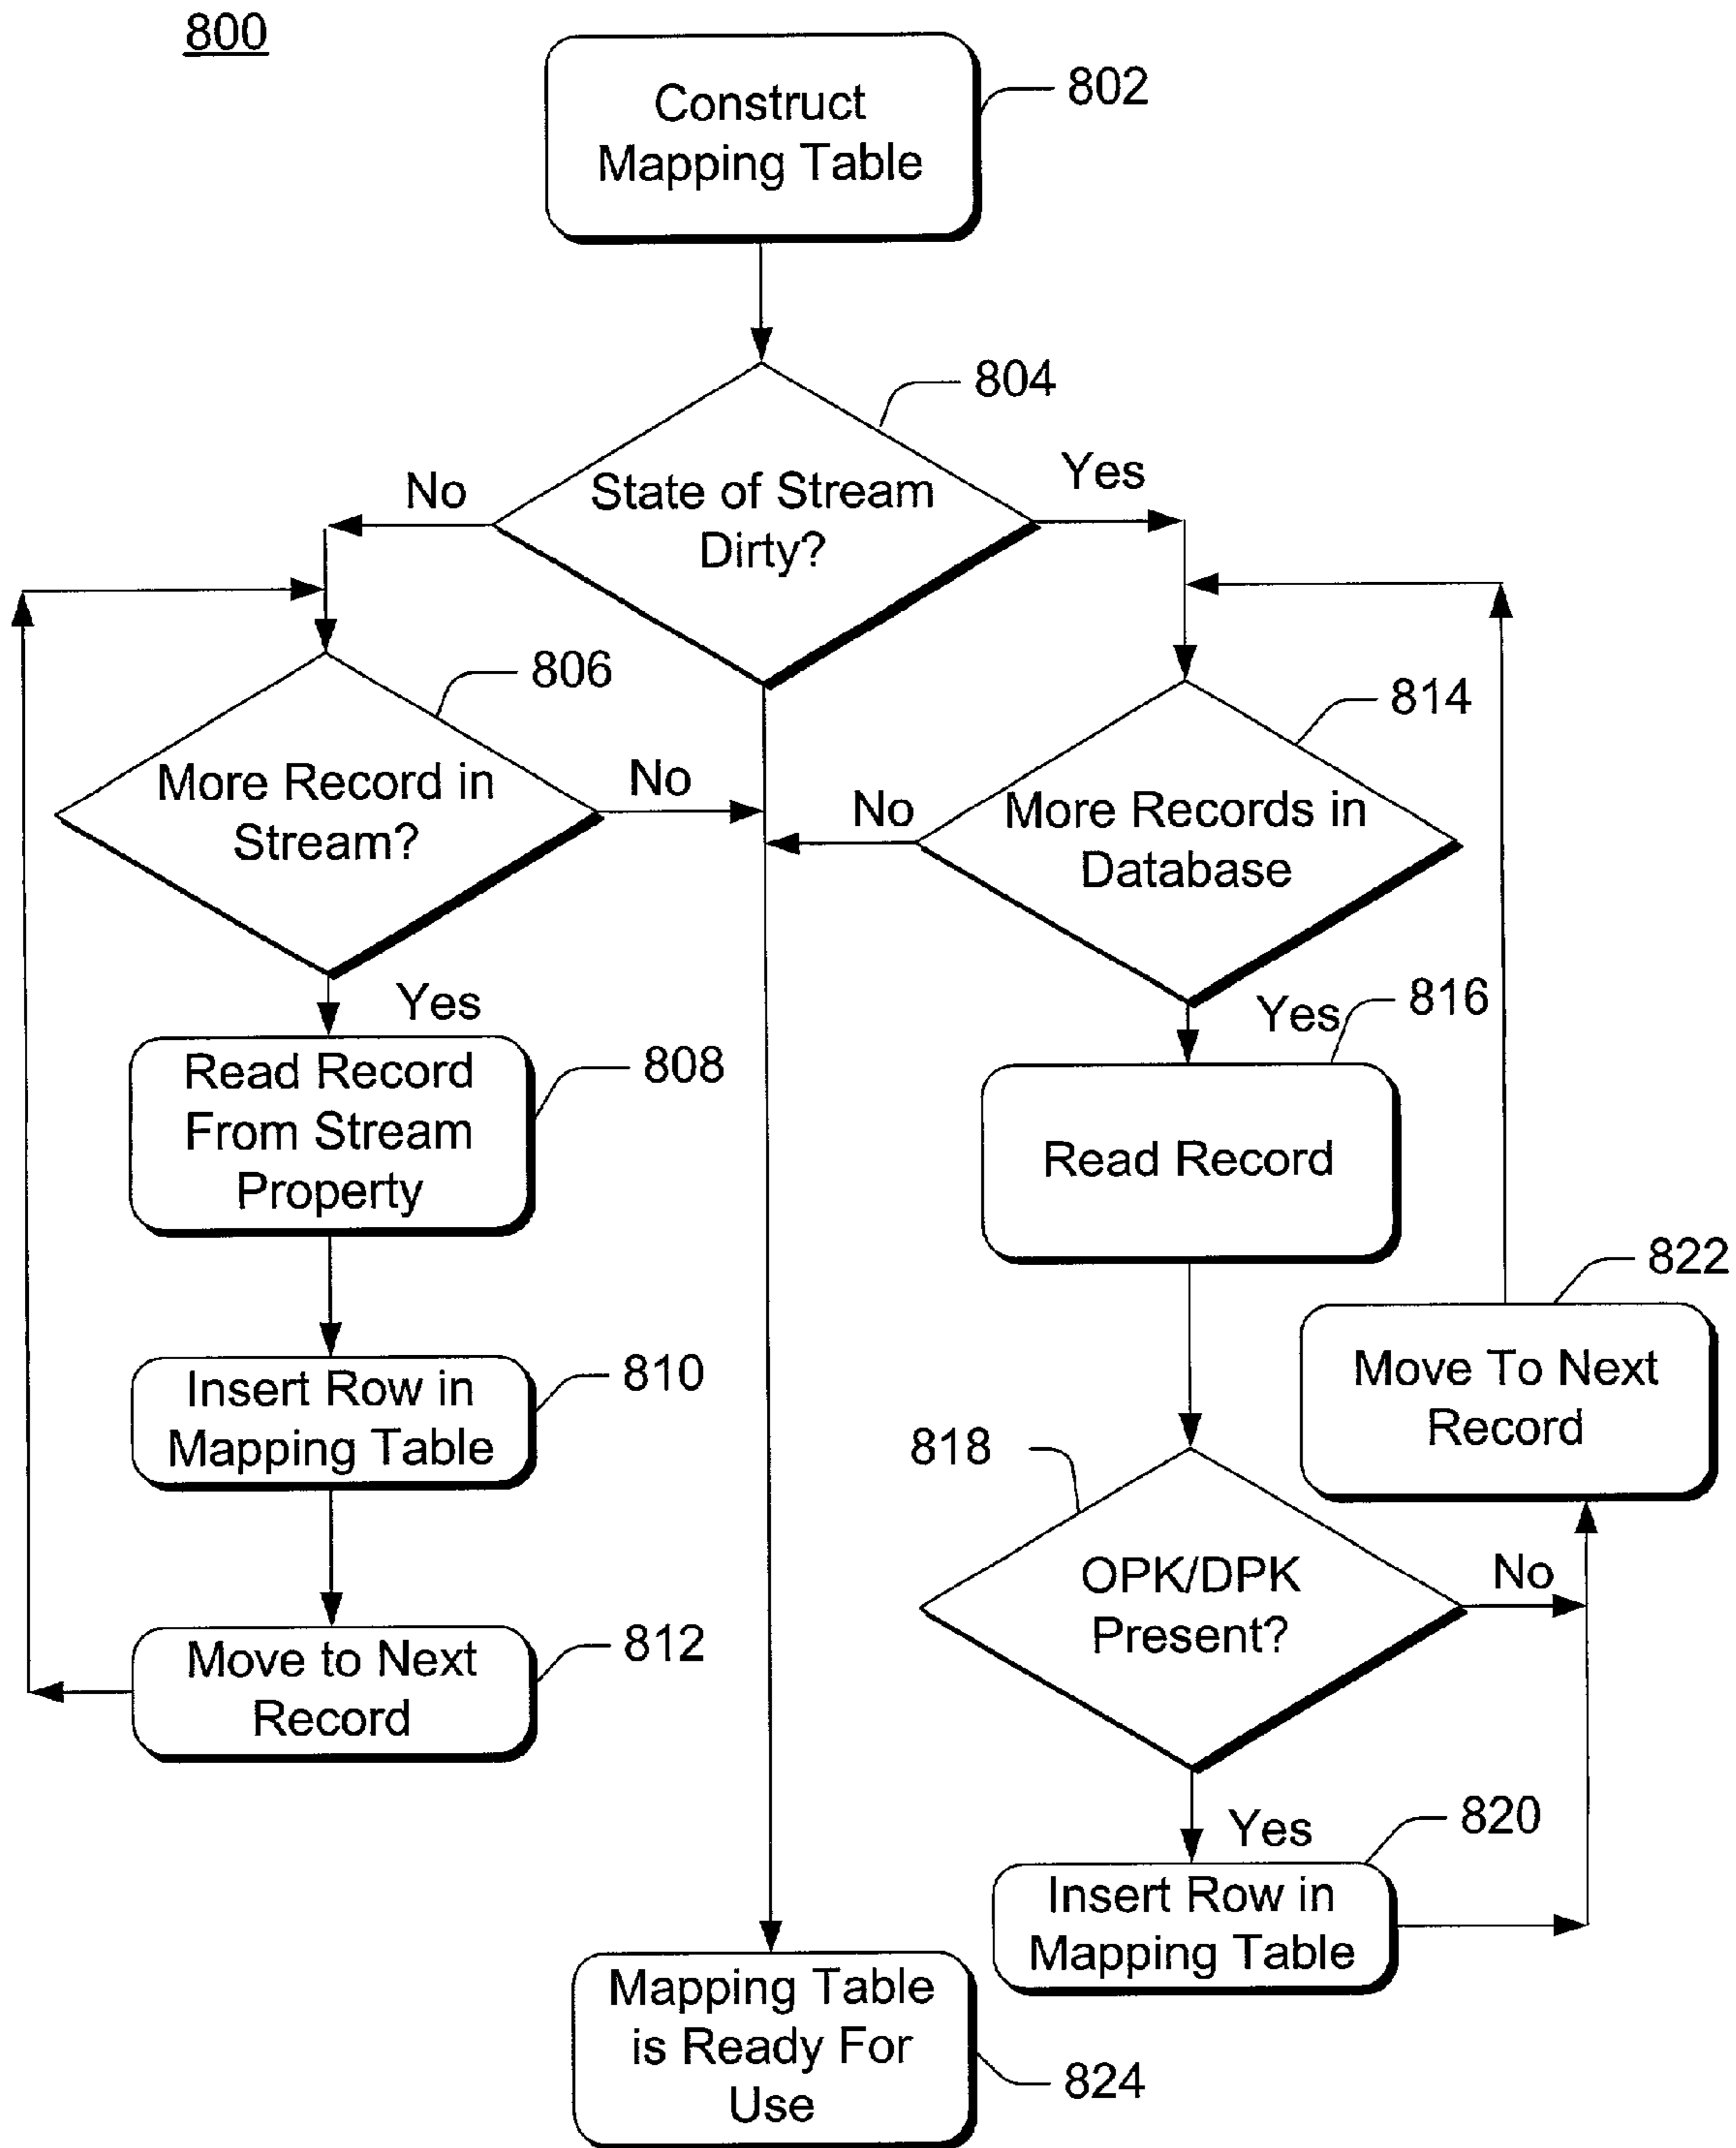 800
Construct
Mapping Table
802
804
State of Stream
Dirty?
No
Yes
806
More Record in
Stream?
No
Yes
814
More Records in
Database
No
Yes
808
Read Record
From Stream
Property
816
Read Record
810
Insert Row in
Mapping Table
822
Move To Next
Record
812
Move to Next
Record
818
OPK/DPK
Present?
No
Yes
820
Insert Row in
Mapping Table
Mapping Table
is Ready For
Use
824